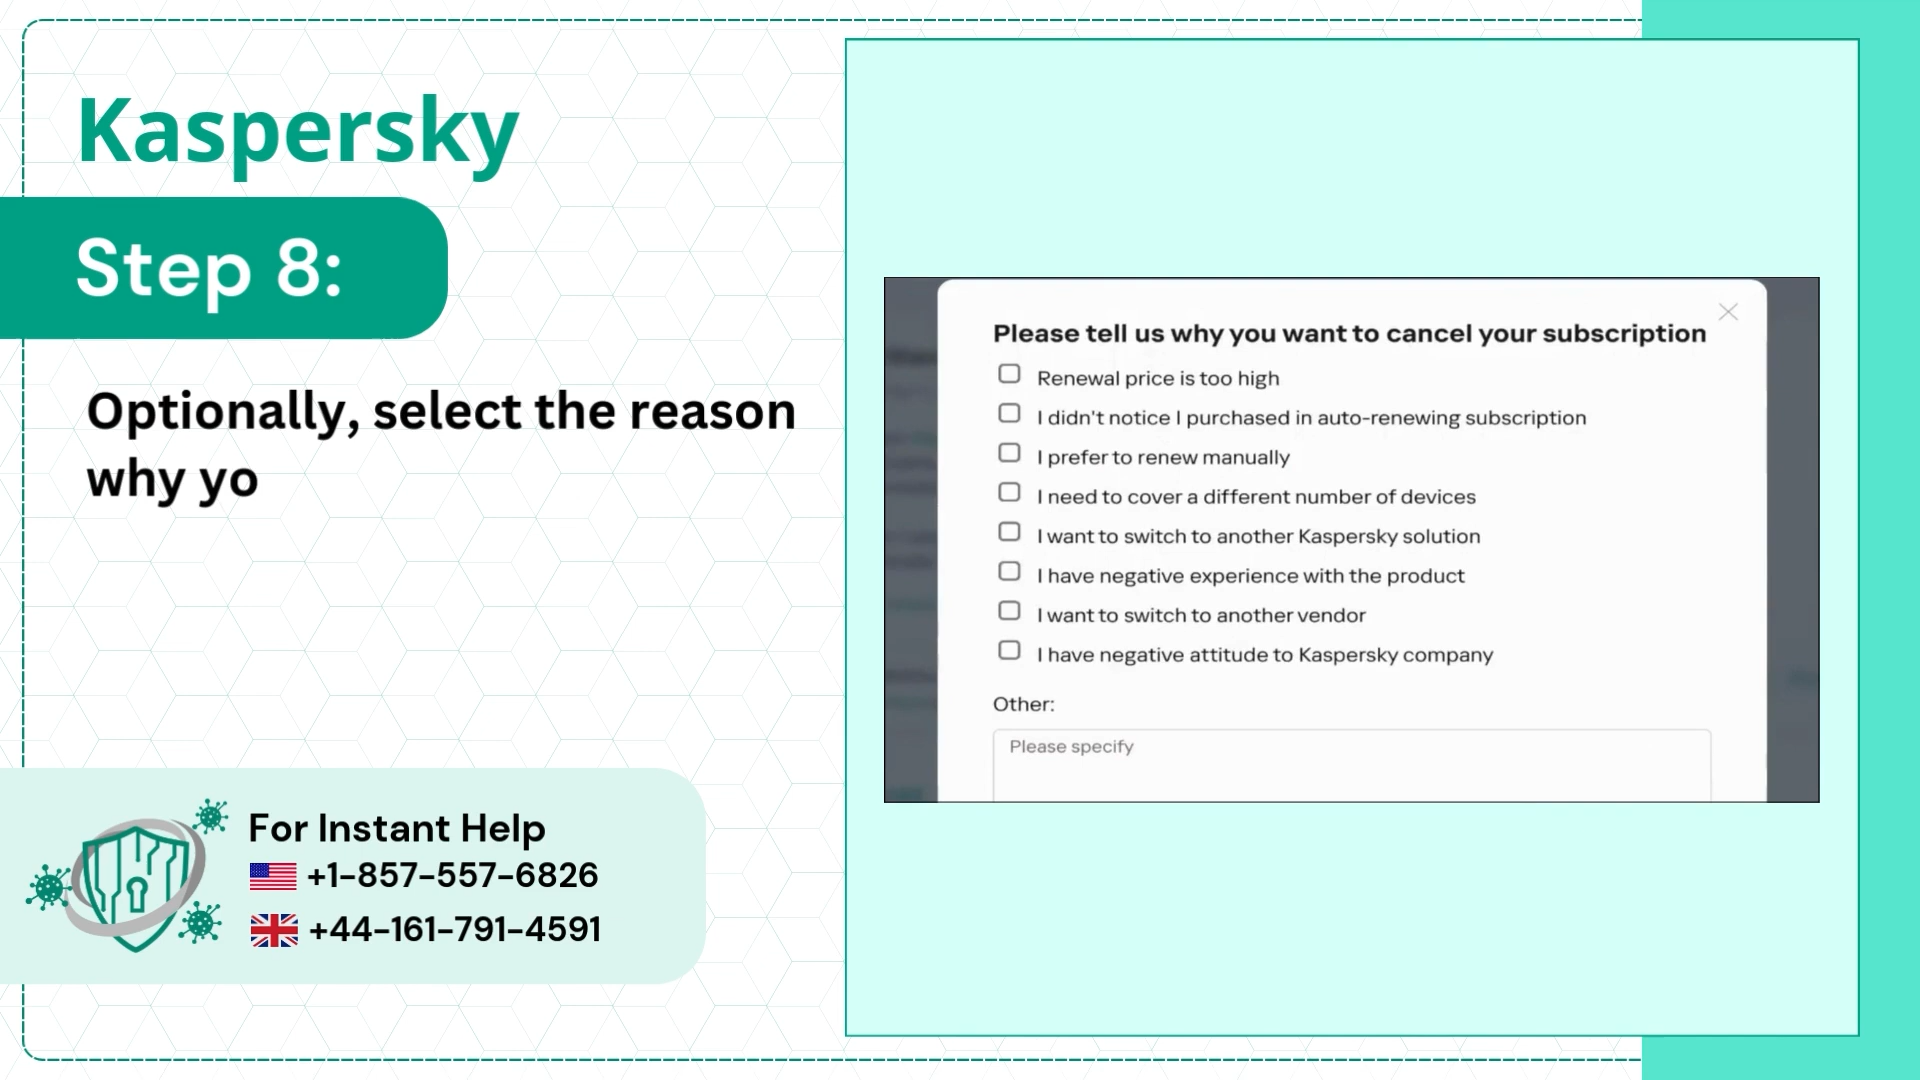 Kaspersky
Step 8:
Optionally, select the reason
why yo
For Instant Help
+1-857-557-6826
+44-161-791-4591
Please tell us why you want to cancel your subscription
Renewal price is too high
I didn't notice I purchased in auto-renewing subscription
I prefer to renew manually
I need to cover a different number of devices
I want to switch to another Kaspersky solution
I have negative experience with the product
I want to switch to another vendor
I have negative attitude to Kaspersky company
Other:
Please specify